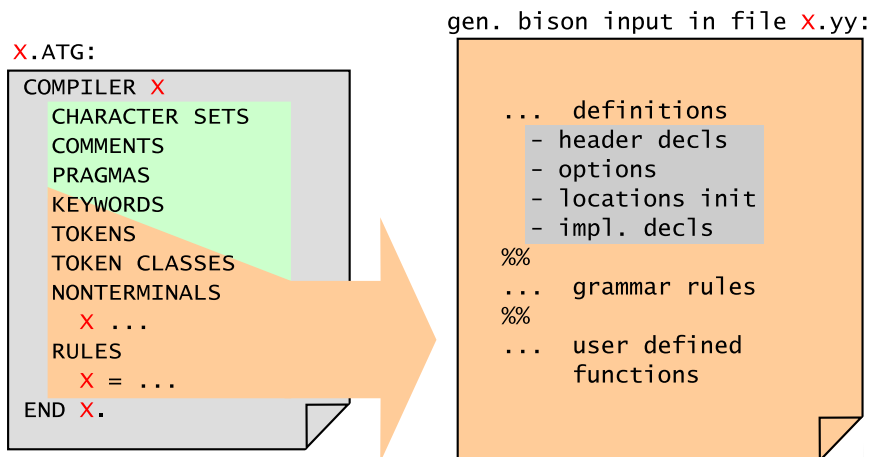 X.ATG:
COMPILER X
CHARACTER SETS
COMMENTS
PRAGMAS
KEYWORDS
TOKENS
TOKEN CLASSES
NONTERMINALS
X ...
RULES
X = ...
END X.
gen. bison input in file X.yy:
... definitions
- header decls
- options
- locations init
- impl. decls
%%
... grammar rules
%%
... user defined
functions